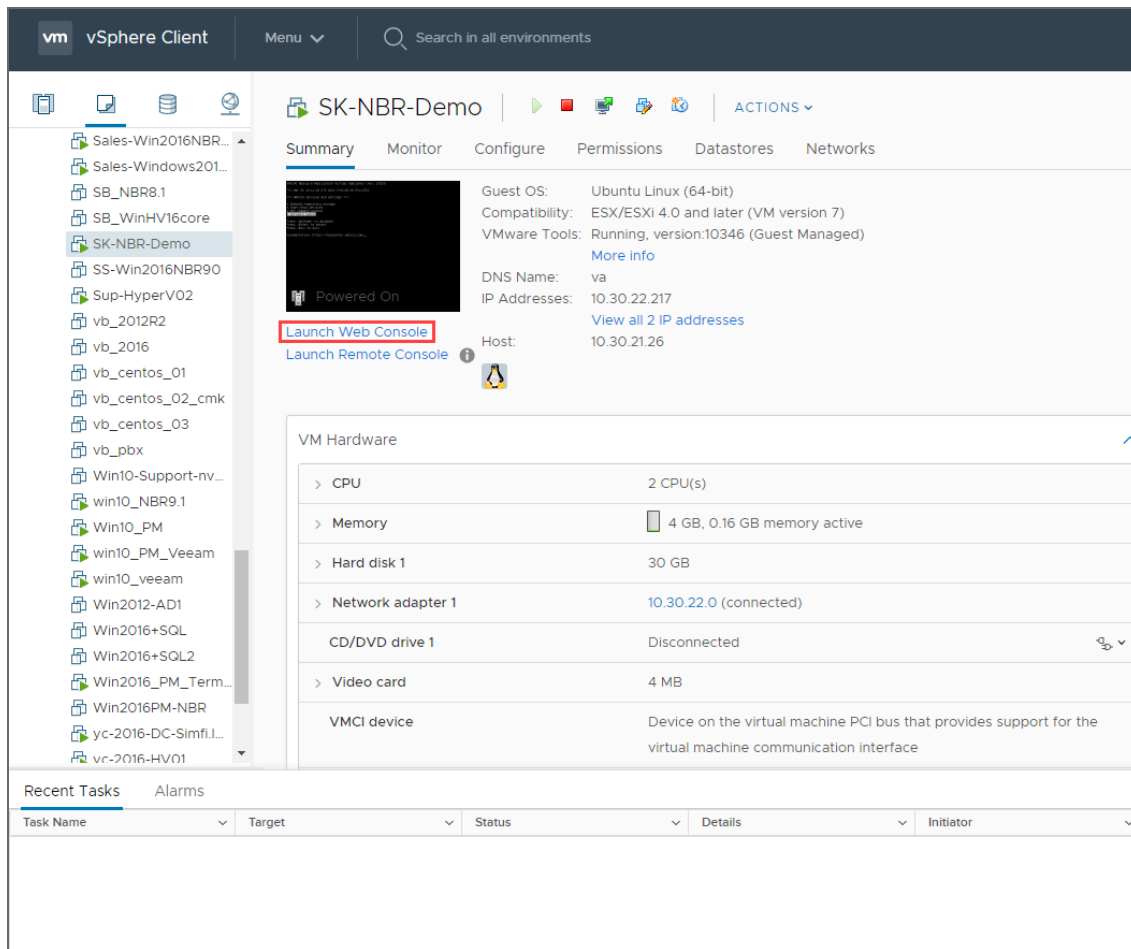 vm vSphere Client Menu Search in all environments
Sales-Win2016NBR...
Sales-Windows201...
SB_NBR8.1
SB_WinHV16core
SK-NBR-Demo
SS-Win2016NBR90
Sup-HyperV02
vb_2012R2
vb_2016
vb_centos_01
vb_centos_02_cmk
vb_centos_03
vb_pbx
Win10-Support-nv...
win10_NBR9.1
Win10_PM
win10_PM_Veeam
win10_veeam
Win2012-AD1
Win2016+SQL
Win2016+SQL2
Win2016_PM_Term...
Win2016PM-NBR
yc-2016-DC-Simfi.l...
yc-2016-HV01
SK-NBR-Demo ACTIONS
Summary Monitor Configure Permissions Datastores Networks
Powered On
Launch Web Console
Launch Remote Console
Guest OS: Ubuntu Linux (64-bit)
Compatibility: ESX/ESXi 4.0 and later (VM version 7)
VMware Tools: Running, version:10346 (Guest Managed)
More info
DNS Name: va
IP Addresses: 10.30.22.217
View all 2 IP addresses
Host: 10.30.21.26
VM Hardware
CPU 2 CPU(s)
Memory 4 GB, 0.16 GB memory active
Hard disk 1 30 GB
Network adapter 1 10.30.22.0 (connected)
CD/DVD drive 1 Disconnected
Video card 4 MB
VMCI device Device on the virtual machine PCI bus that provides support for the
virtual machine communication interface
Recent Tasks Alarms
Task Name Target Status Details Initiator